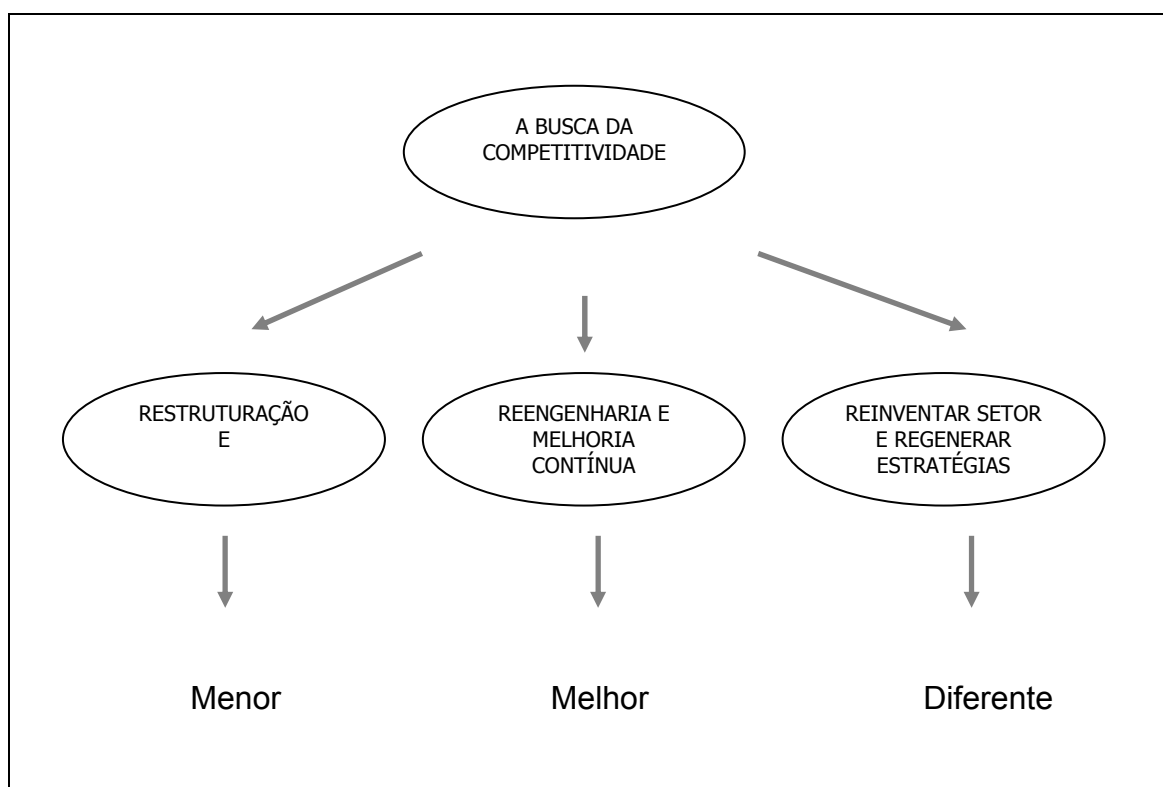 A BUSCA DA
COMPETITIVIDADE
RESTRUTURAÇÃO
E
REENGENHARIA E
MELHORIA
CONTÍNUA
REINVENTAR SETOR
E REGENERAR
ESTRATÉGIAS
Menor
Melhor
Diferente